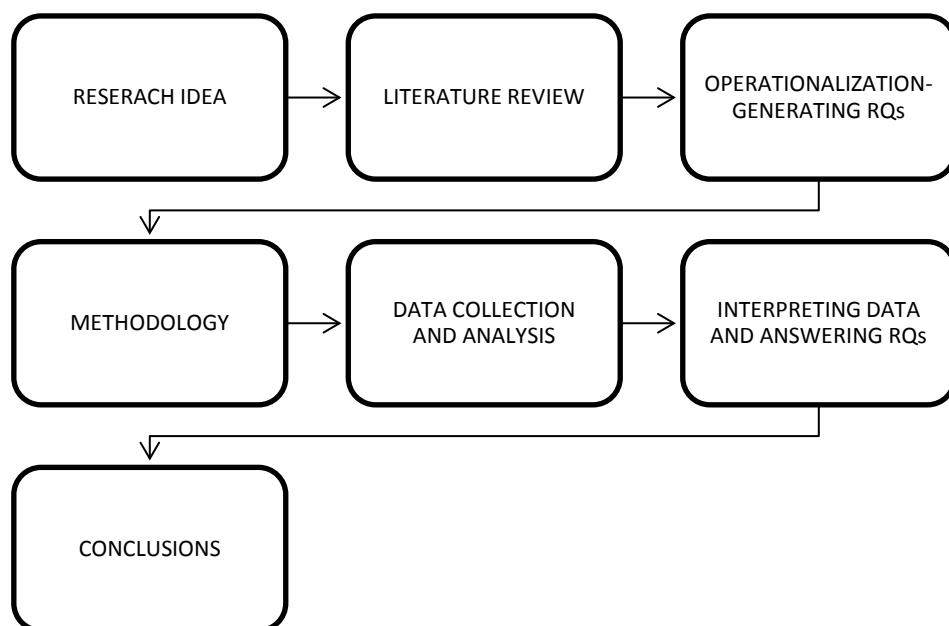 RESERACH IDEA
LITERATURE REVIEW
OPERATIONALIZATION-
GENERATING RQs
METHODOLOGY
DATA COLLECTION
AND ANALYSIS
INTERPRETING DATA
AND ANSWERING RQs
CONCLUSIONS